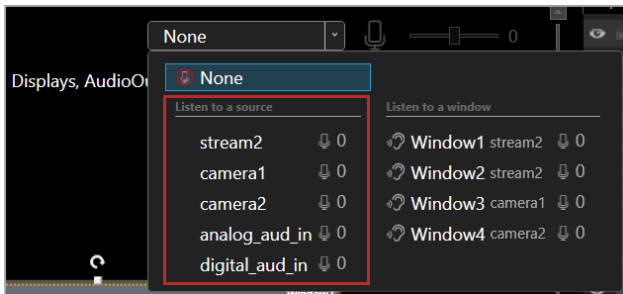 None
0
Displays, AudioOu
None
Listen to a source
stream2 0
camera1 0
camera2 0
analog_aud_in 0
digital_aud_in 0
Listen to a window
Window1 stream2 0
Window2 stream2 0
Window3 camera1 0
Window4 camera2 0